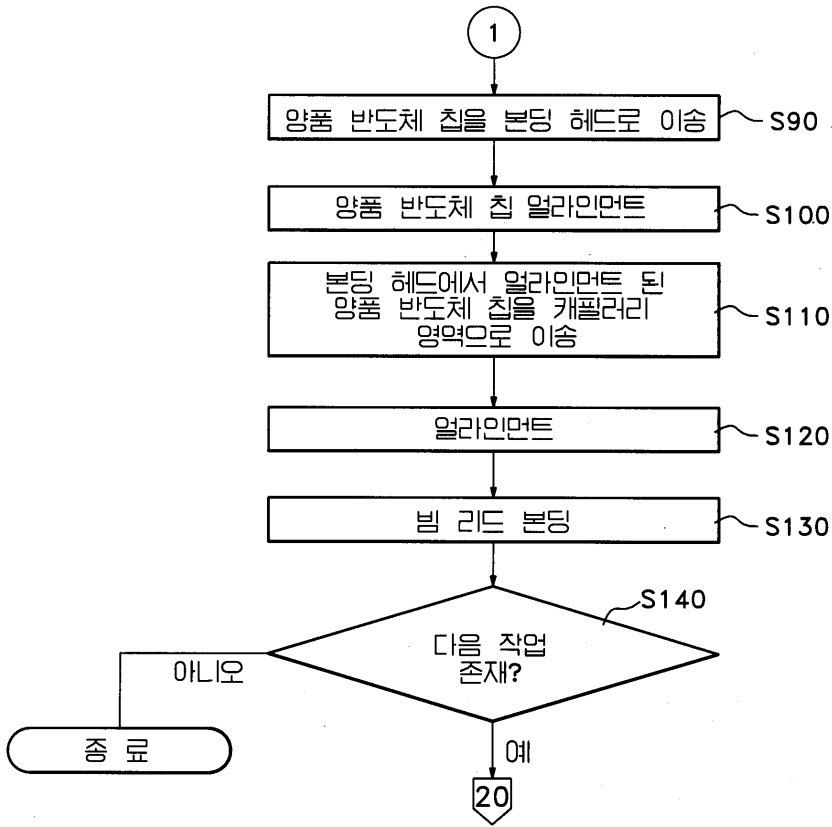 1
양품 반도체 칩을 본딩 헤드로 이송
S90
양품 반도체 칩 얼라인먼트
S100
본딩 헤드에서 얼라인먼트 된
양품 반도체 칩을 캐필러리
영역으로 이송
S110
얼라인먼트
S120
빔 리드 본딩
S130
S140
다음 작업
존재?
아니오
종 료
예
20